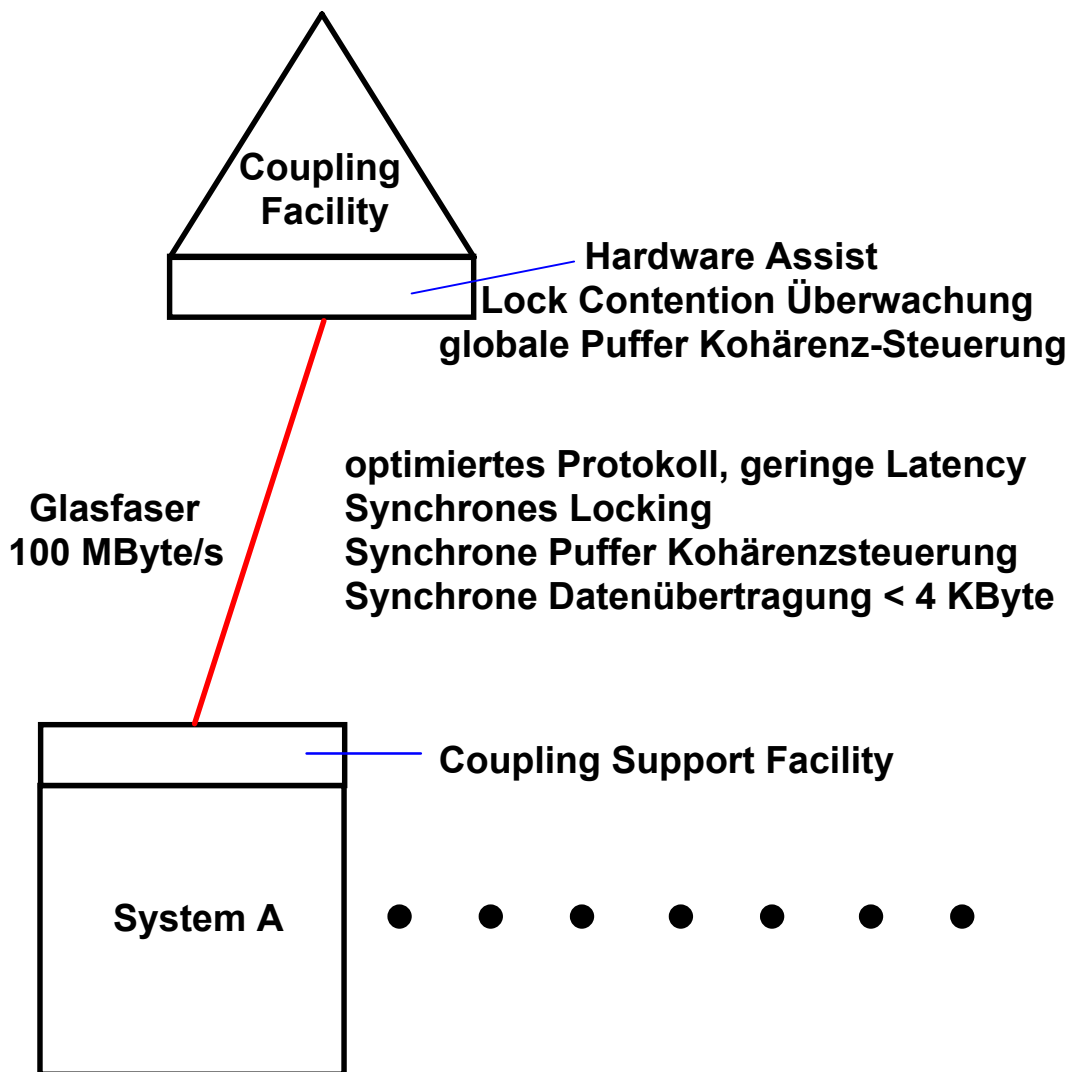 Coupling
Facility
Hardware Assist
Lock Contention Überwachung
globale Puffer Kohärenz-Steuerung
optimiertes Protokoll, geringe Latency
Synchrones Locking
Synchrone Puffer Kohärenzsteuerung
Synchrone Datenübertragung < 4 KByte
Glasfaser
100 MByte/s
Coupling Support Facility
System A